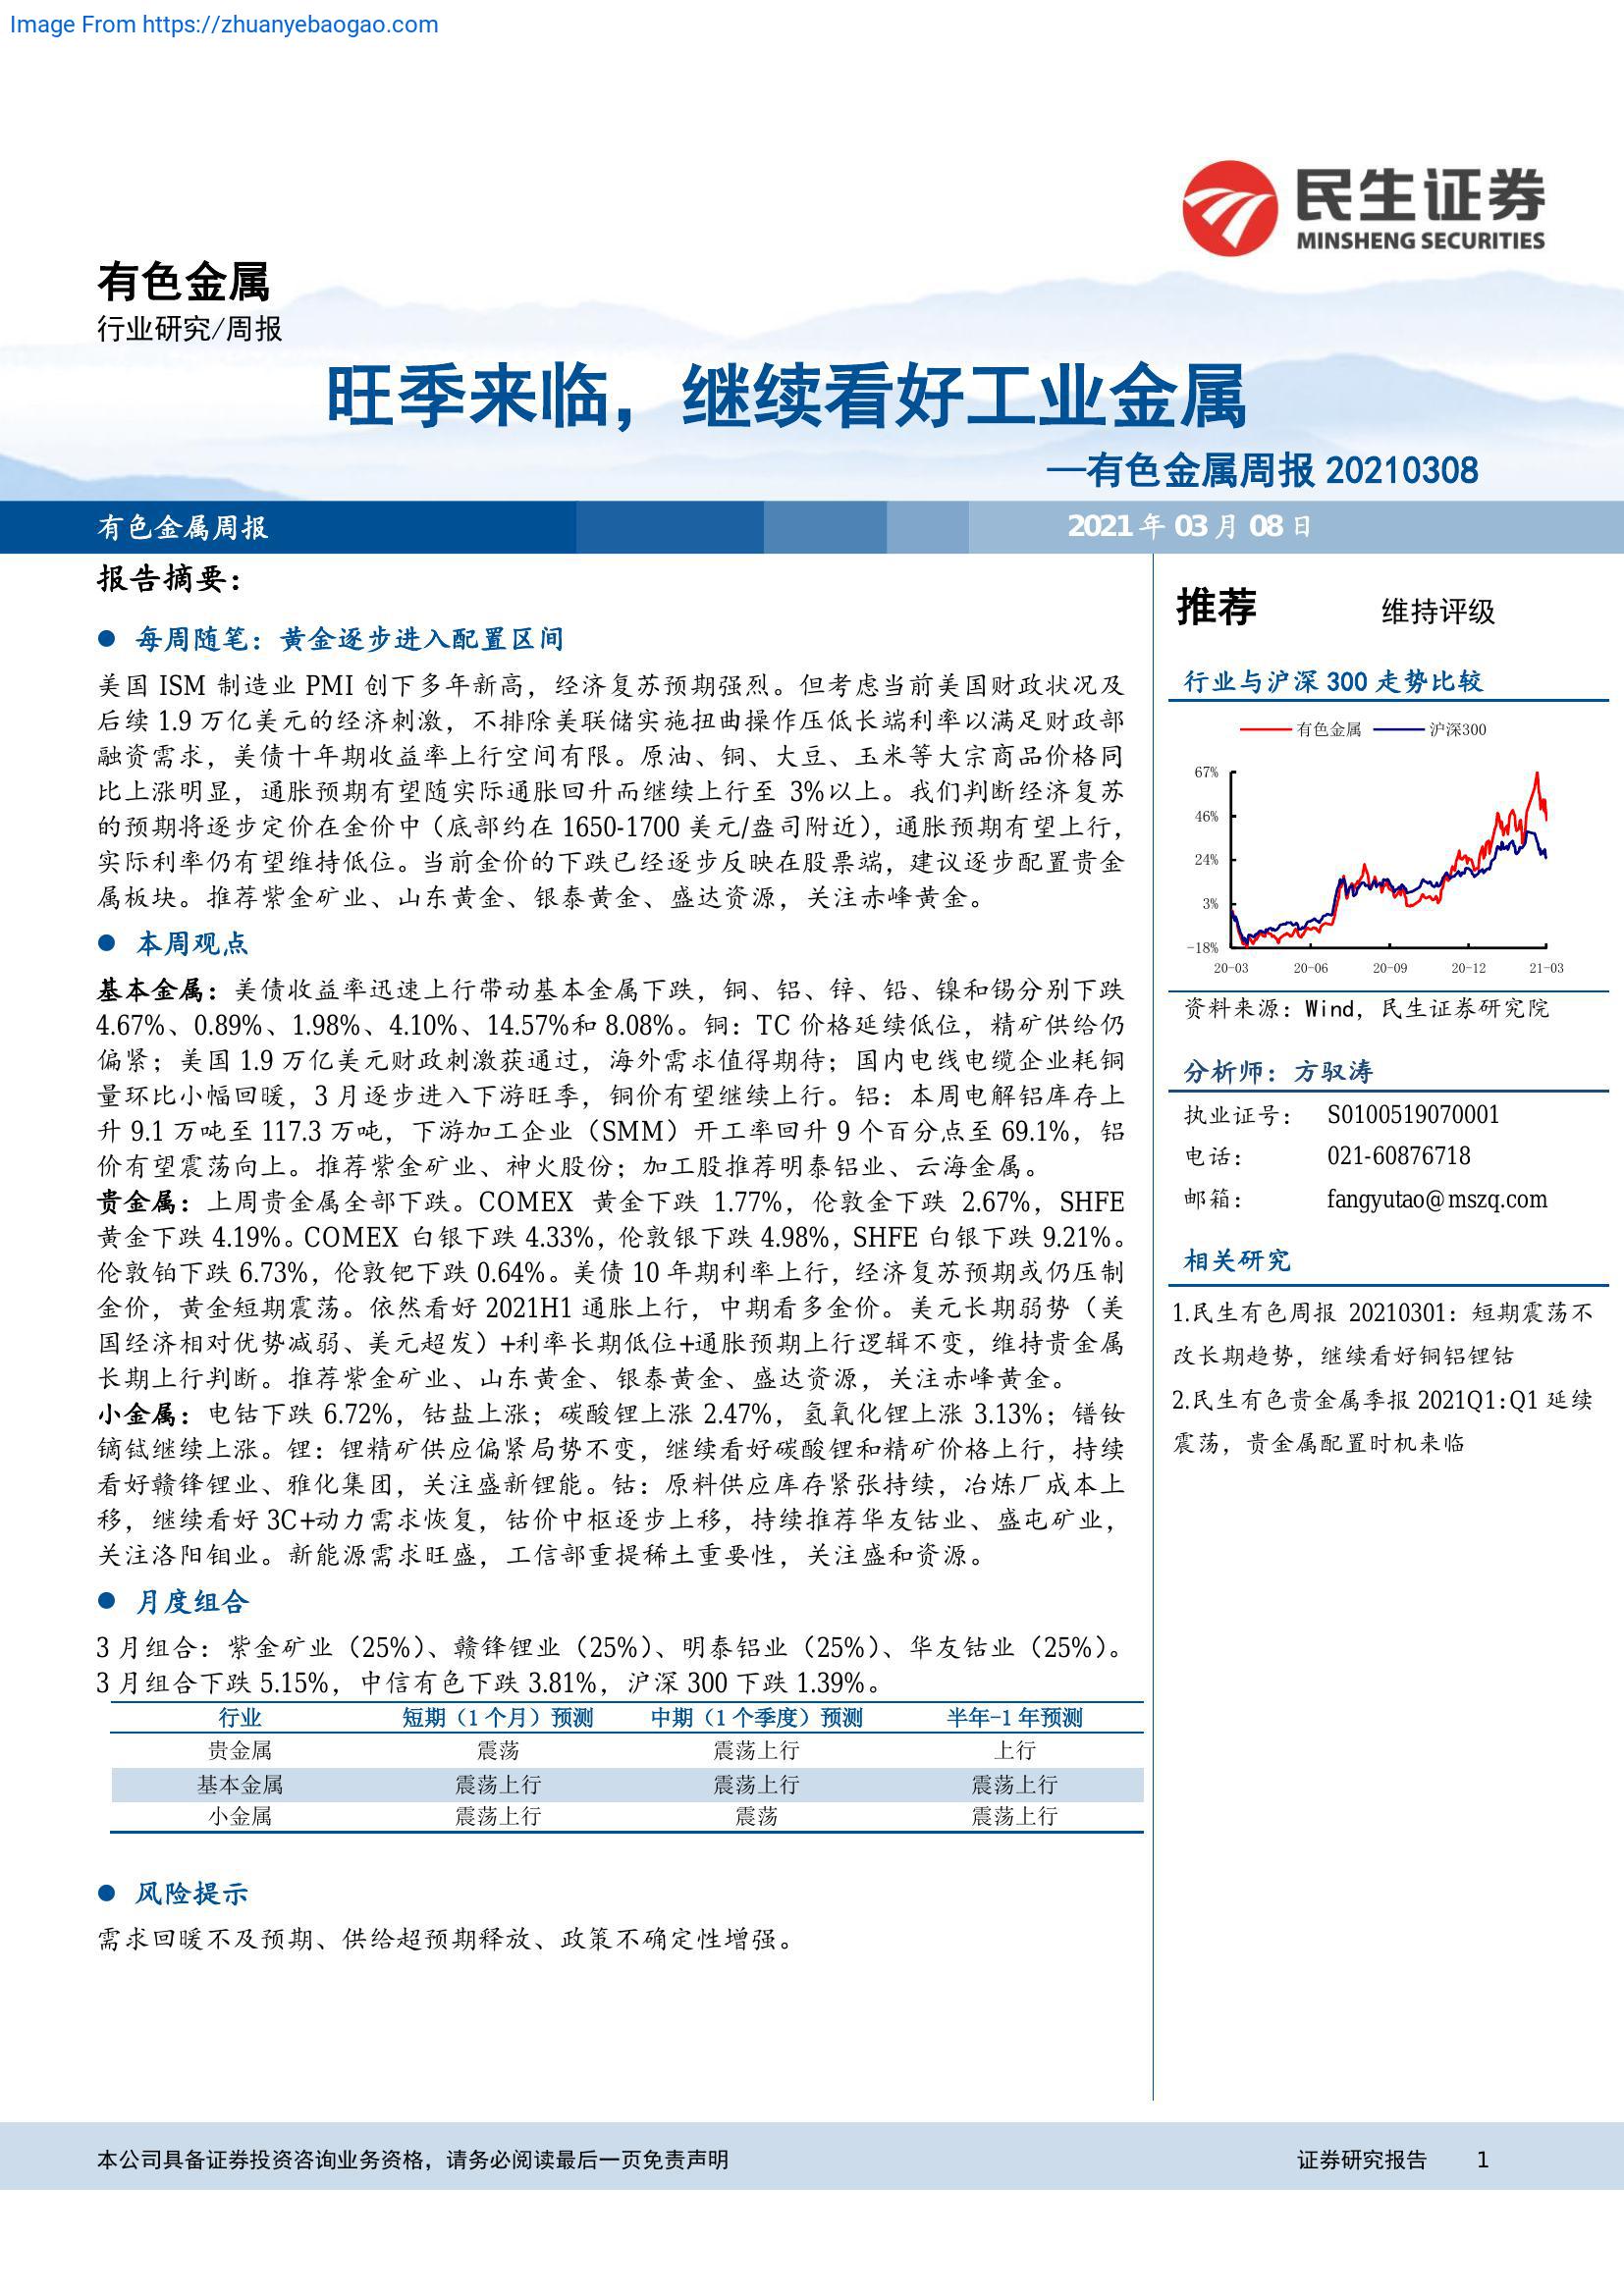 Image From https://zhuanyebaogao.com
民生证券
MINSHENG SECURITIES
有色金属
行业研究/周报
旺季来临，继续看好工业金属
—有色金属周报 20210308
有色金属周报
2021 年 03 月 08 日
报告摘要：
● 每周随笔：黄金逐步进入配置区间
美国 ISM 制造业 PMI 创下多年新高，经济复苏预期强烈。但考虑当前美国财政状况及
后续 1.9 万亿美元的经济刺激，不排除美联储实施扭曲操作压低长端利率以满足财政部
融资需求，美债十年期收益率上行空间有限。原油、铜、大豆、玉米等大宗商品价格同
比上涨明显，通胀预期有望随实际通胀回升而继续上行至 3%以上。我们判断经济复苏
的预期将逐步定价在金价中（底部约在 1650-1700 美元/盎司附近），通胀预期有望上行，
实际利率仍有望维持低位。当前金价的下跌已经逐步反映在股票端，建议逐步配置贵金
属板块。推荐紫金矿业、山东黄金、银泰黄金、盛达资源，关注赤峰黄金。
● 本周观点
基本金属：美债收益率迅速上行带动基本金属下跌，铜、铝、锌、铅、镍和锡分别下跌
4.67%、0.89%、1.98%、4.10%、14.57%和 8.08%。铜：TC 价格延续低位，精矿供给仍
偏紧；美国 1.9 万亿美元财政刺激获通过，海外需求值得期待；国内电线电缆企业耗铜
量环比小幅回暖，3 月逐步进入下游旺季，铜价有望继续上行。铝：本周电解铝库存上
升 9.1 万吨至 117.3 万吨，下游加工企业（SMM）开工率回升 9 个百分点至 69.1%，铝
价有望震荡向上。推荐紫金矿业、神火股份；加工股推荐明泰铝业、云海金属。
贵金属：上周贵金属全部下跌。COMEX 黄金下跌 1.77%，伦敦金下跌 2.67%，SHFE
黄金下跌 4.19%。COMEX 白银下跌 4.33%，伦敦银下跌 4.98%，SHFE 白银下跌 9.21%。
伦敦铂下跌 6.73%，伦敦钯下跌 0.64%。美债 10 年期利率上行，经济复苏预期或仍压制
金价，黄金短期震荡。依然看好 2021H1 通胀上行，中期看多金价。美元长期弱势（美
国经济相对优势减弱、美元超发）+利率长期低位+通胀预期上行逻辑不变，维持贵金属
长期上行判断。推荐紫金矿业、山东黄金、银泰黄金、盛达资源，关注赤峰黄金。
小金属：电钴下跌 6.72%，钴盐上涨；碳酸锂上涨 2.47%，氢氧化锂上涨 3.13%；镨钕
镝铽继续上涨。锂：锂精矿供应偏紧局势不变，继续看好碳酸锂和精矿价格上行，持续
看好赣锋锂业、雅化集团，关注盛新锂能。钴：原料供应库存紧张持续，冶炼厂成本上
移，继续看好 3C+动力需求恢复，钴价中枢逐步上移，持续推荐华友钴业、盛屯矿业，
关注洛阳钼业。新能源需求旺盛，工信部重提稀土重要性，关注盛和资源。
● 月度组合
3 月组合：紫金矿业（25%）、赣锋锂业（25%）、明泰铝业（25%）、华友钴业（25%）。
3 月组合下跌 5.15%，中信有色下跌 3.81%，沪深 300 下跌 1.39%。
行业 短期（1 个月）预测 中期（1 个季度）预测 半年-1 年预测
贵金属 震荡 震荡上行 上行
基本金属 震荡上行 震荡上行 震荡上行
小金属 震荡上行 震荡 震荡上行
● 风险提示
需求回暖不及预期、供给超预期释放、政策不确定性增强。
推荐 维持评级
行业与沪深 300 走势比较
有色金属 沪深300
67%
46%
24%
3%
-18%
20-03 20-06 20-09 20-12 21-03
资料来源：Wind，民生证券研究院
分析师：方驭涛
执业证号： S0100519070001
电话： 021-60876718
邮箱： fangyutao@mszq.com
相关研究
1.民生有色周报 20210301：短期震荡不
改长期趋势，继续看好铜铝锂钴
2.民生有色贵金属季报 2021Q1:Q1 延续
震荡，贵金属配置时机来临
本公司具备证券投资咨询业务资格，请务必阅读最后一页免责声明
证券研究报告 1